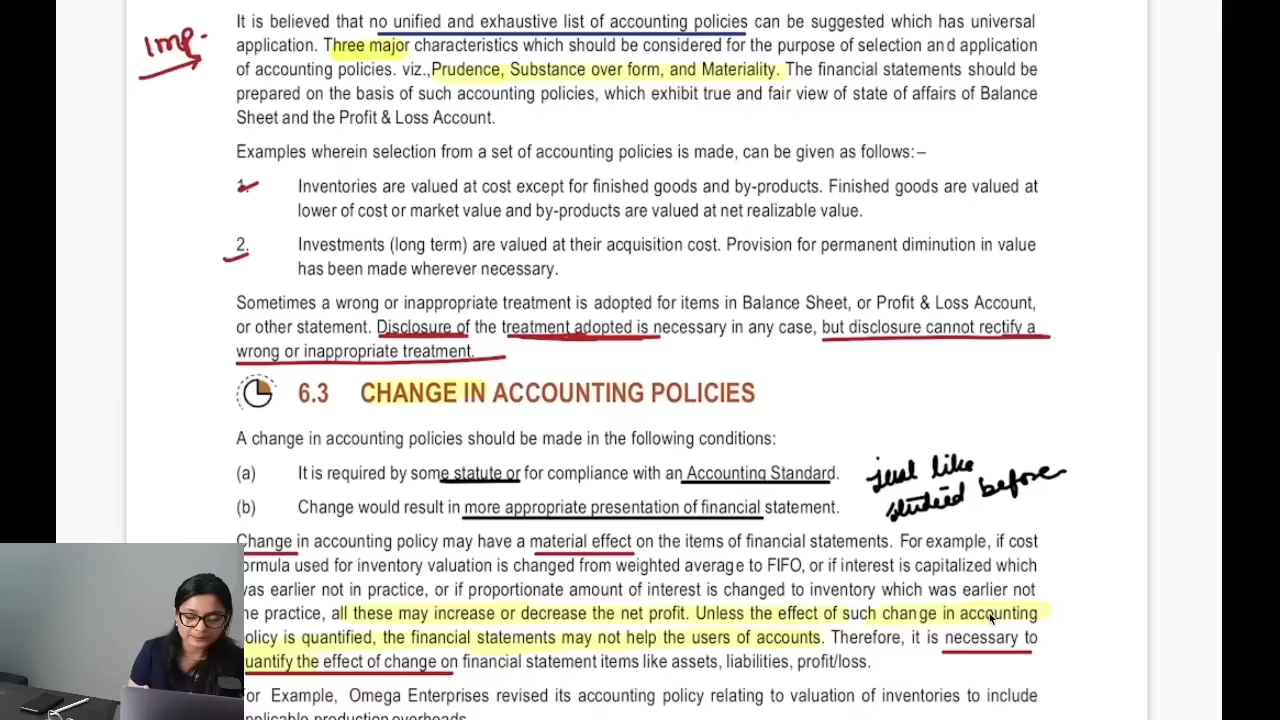 It is believed that no unified and exhaustive list of accounting policies can be suggested which has universal
Imp.
application. Three major characteristics which should be considered for the purpose of selection and application
of accounting policies. viz.,Prudence, Substance over form, and Materiality. The financial statements should be
prepared on the basis of such accounting policies, which exhibit true and fair view of state of affairs of Balance
Sheet and the Profit & Loss Account.
Examples wherein selection from a set of accounting policies is made, can be given as follows:–
1. Inventories are valued at cost except for finished goods and by-products. Finished goods are valued at
lower of cost or market value and by-products are valued at net realizable value.
2. Investments (long term) are valued at their acquisition cost. Provision for permanent diminution in value
has been made wherever necessary.
Sometimes a wrong or inappropriate treatment is adopted for items in Balance Sheet, or Profit & Loss Account,
or other statement. Disclosure of the treatment adopted is necessary in any case, but disclosure cannot rectify a
wrong or inappropriate treatment.
6.3 CHANGE IN ACCOUNTING POLICIES
A change in accounting policies should be made in the following conditions:
(a) It is required by some statute or for compliance with an Accounting Standard.
just like
studied before
(b) Change would result in more appropriate presentation of financial statement.
Change in accounting policy may have a material effect on the items of financial statements. For example, if cost
formula used for inventory valuation is changed from weighted average to FIFO, or if interest is capitalized which
was earlier not in practice, or if proportionate amount of interest is changed to inventory which was earlier not
the practice, all these may increase or decrease the net profit. Unless the effect of such change in accounting
policy is quantified, the financial statements may not help the users of accounts. Therefore, it is necessary to
quantify the effect of change on financial statement items like assets, liabilities, profit/loss.
For Example, Omega Enterprises revised its accounting policy relating to valuation of inventories to include
applicable production overheads.